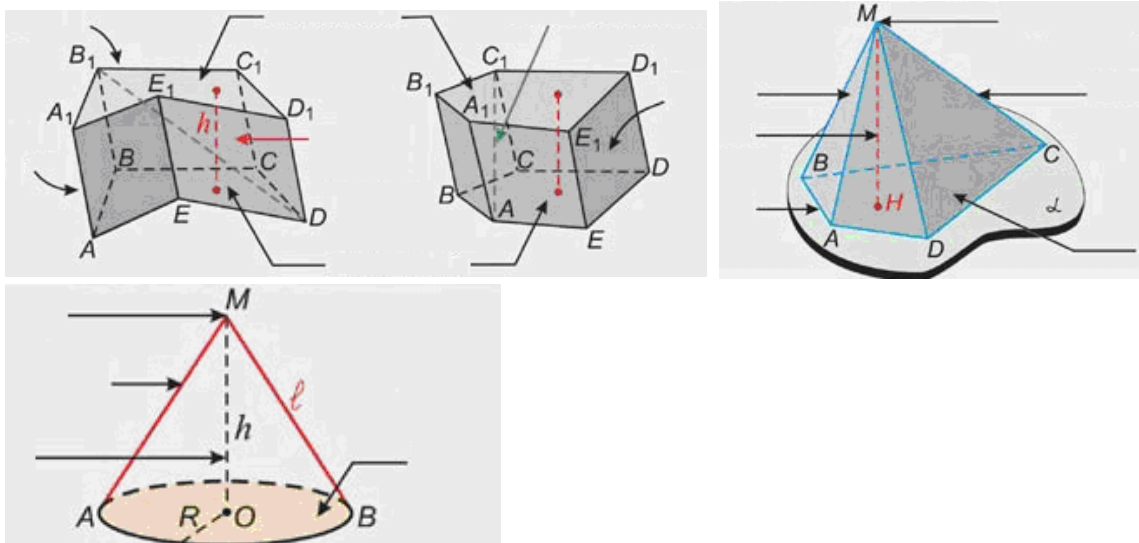 B₁ C₁
E₁
A₁ D₁
h
B C
E D
A
C₁ D₁
B₁ A₁
E₁
C D
B A
E
M
B C
H
A D
ℒ
M
ℓ
h
A R O B